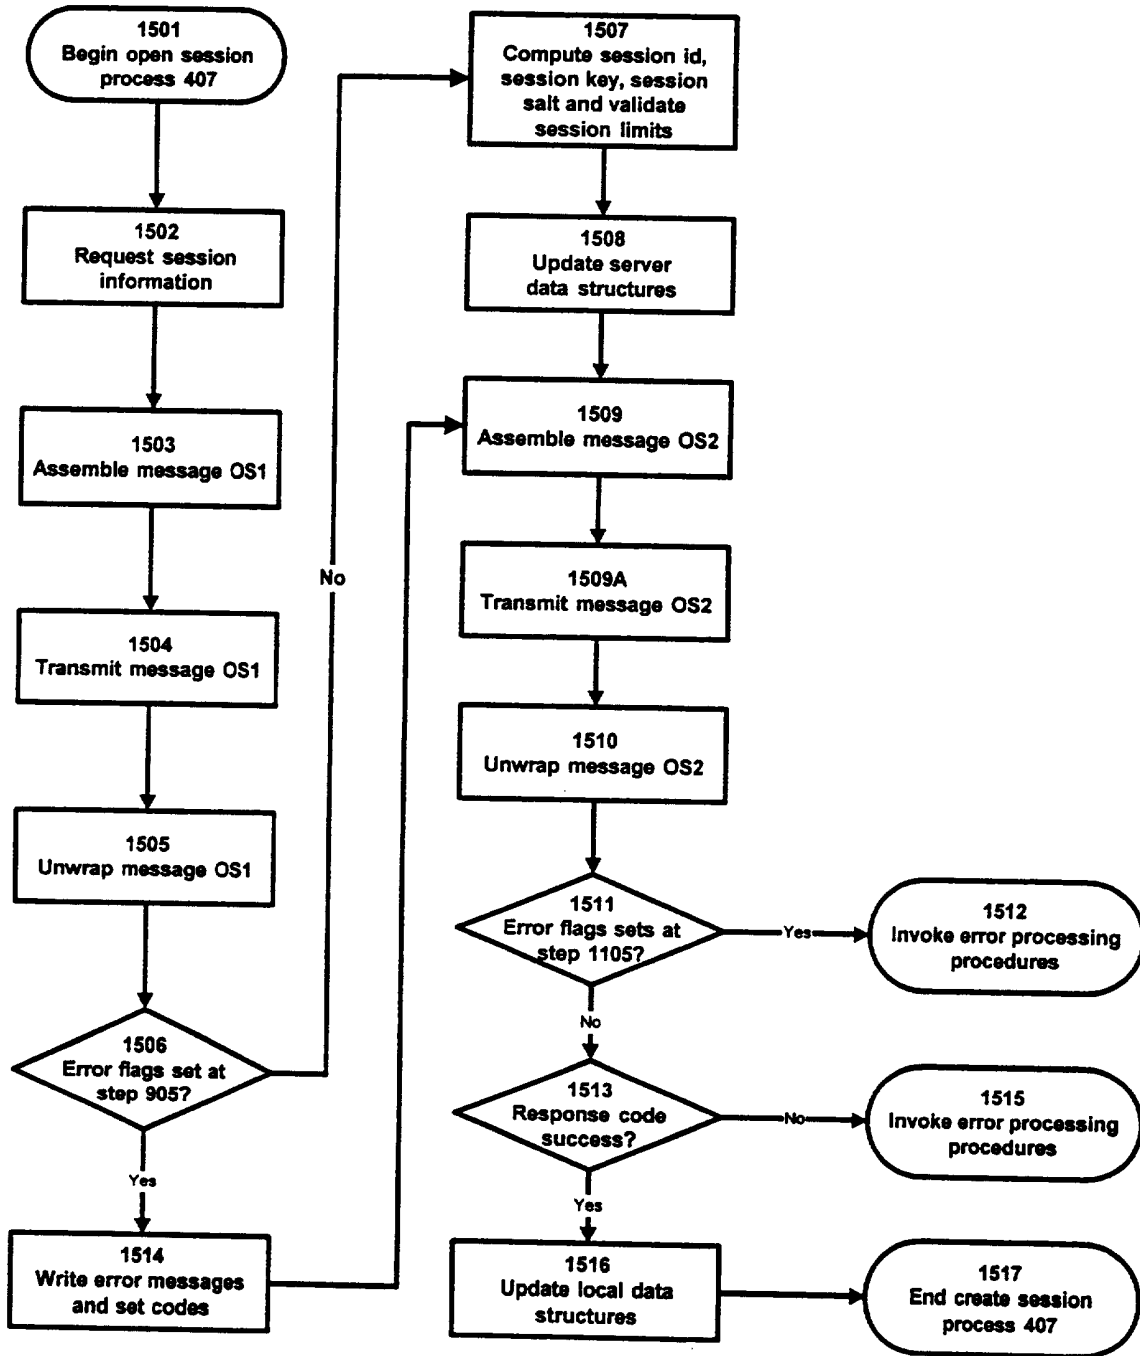 1501
Begin open session
process 407
1502
Request session
information
1503
Assemble message OS1
1504
Transmit message OS1
1505
Unwrap message OS1
1506
Error flags set at
step 905?
No
Yes
1514
Write error messages
and set codes
1507
Compute session id,
session key, session
salt and validate
session limits
1508
Update server
data structures
1509
Assemble message OS2
1509A
Transmit message OS2
1510
Unwrap message OS2
1511
Error flags sets at
step 1105?
Yes
1512
Invoke error processing
procedures
No
1513
Response code
success?
No
1515
Invoke error processing
procedures
Yes
1516
Update local data
structures
1517
End create session
process 407